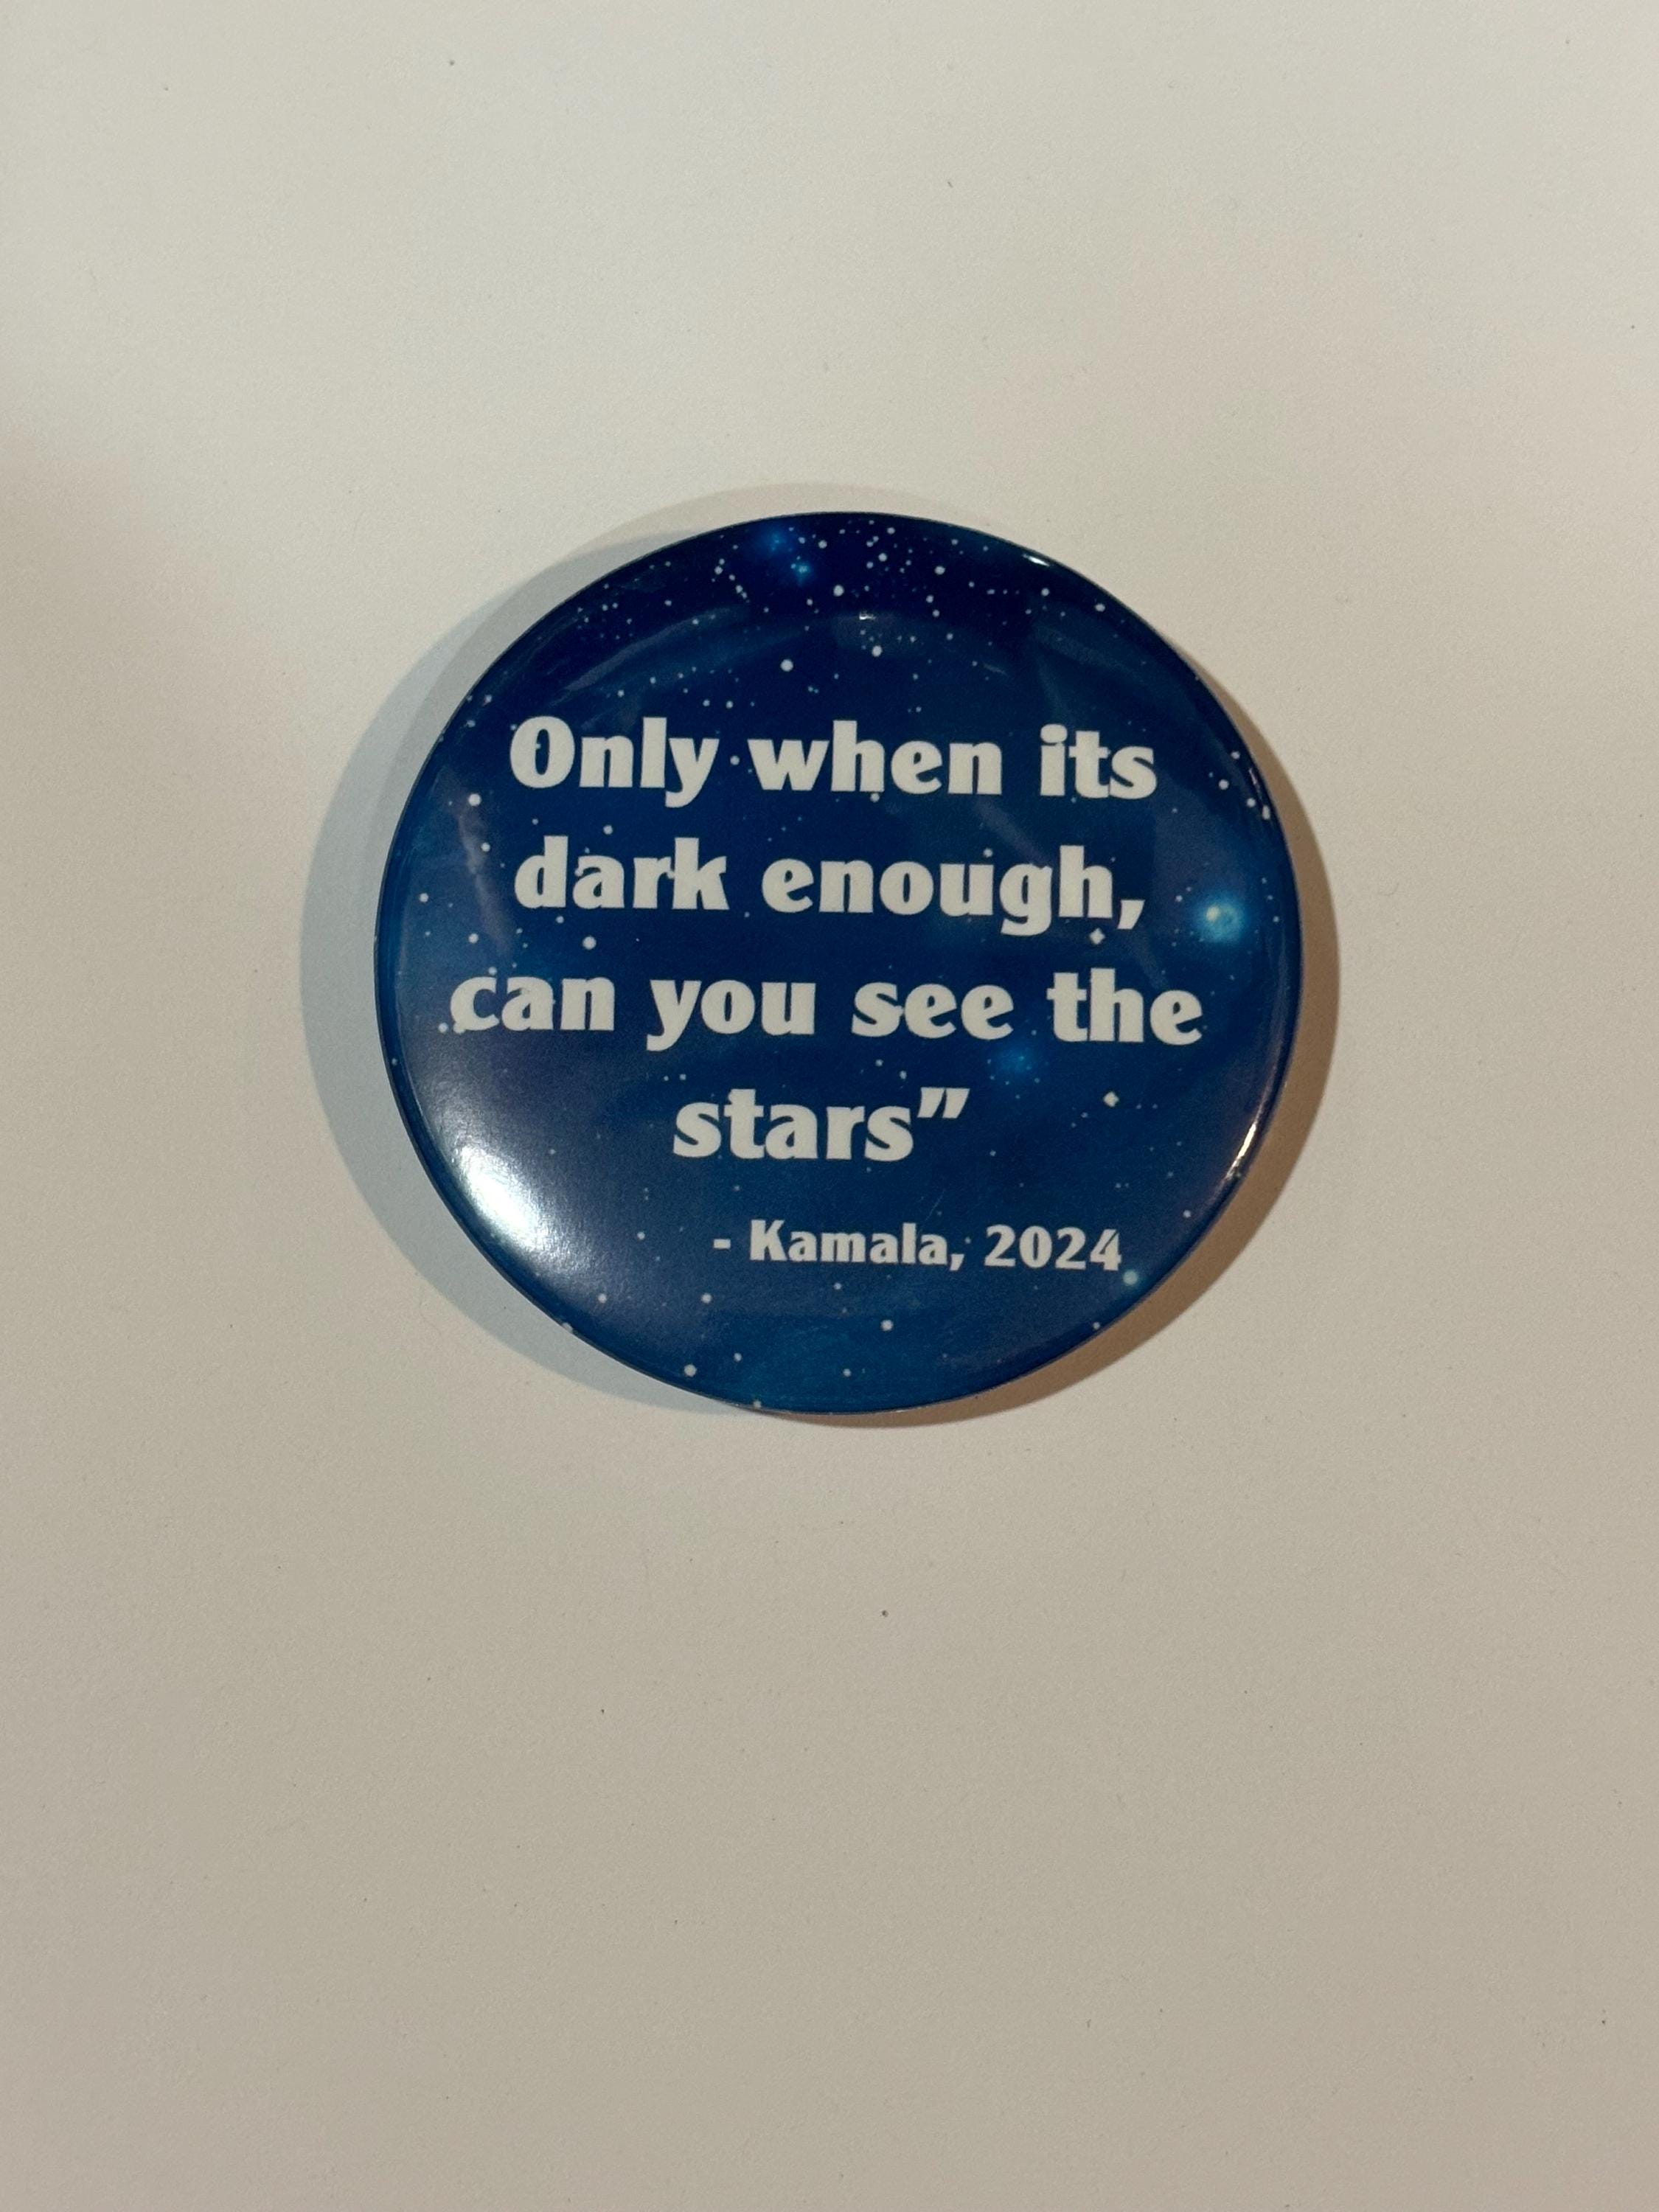 Only when its
dark enough,
can you see the
stars"
- Kamala, 2024